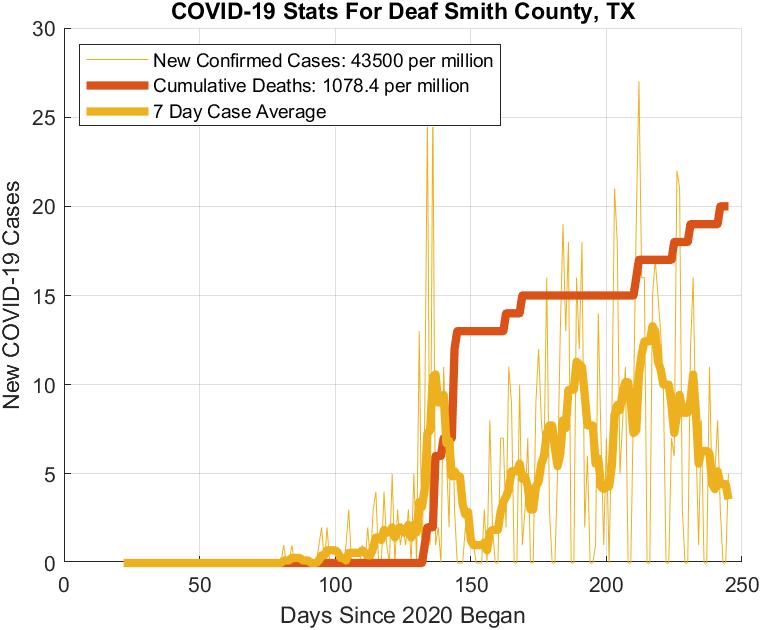 COVID-19 Stats For Deaf Smith County, TX
New Confirmed Cases: 43500 per million
Cumulative Deaths: 1078.4 per million
7 Day Case Average
New COVID-19 Cases
30
25
20
15
10
5
0
0 50 100 150 200 250
Days Since 2020 Began